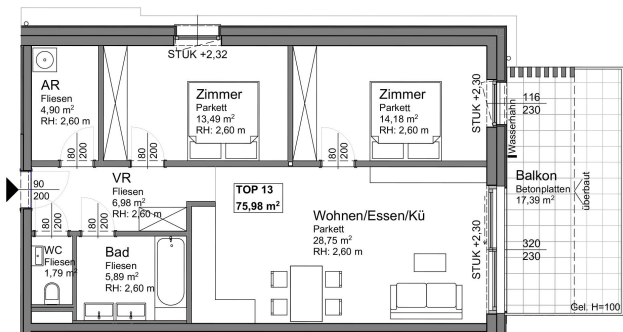 STUK +2,32
AR
Fliesen
4,90 m²
RH: 2,60 m
Zimmer
Parkett
13,49 m²
RH: 2,60 m
Zimmer
Parkett
14,18 m²
RH: 2,60 m
STUK +2,30
116
230
Wasserhahn
80
200
80
200
80
200
90
200
VR
Fliesen
6,98 m²
RH: 2,60 m
TOP 13
75,98 m²
Balkon
Betonplatten
17,39 m²
überbaut
80
200
80
200
Wohnen/Essen/Kü
Parkett
28,75 m²
RH: 2,60 m
STUK +2,30
320
230
WC
Fliesen
1,79 m²
Bad
Fliesen
5,89 m²
RH: 2,60 m
Gel. H=100